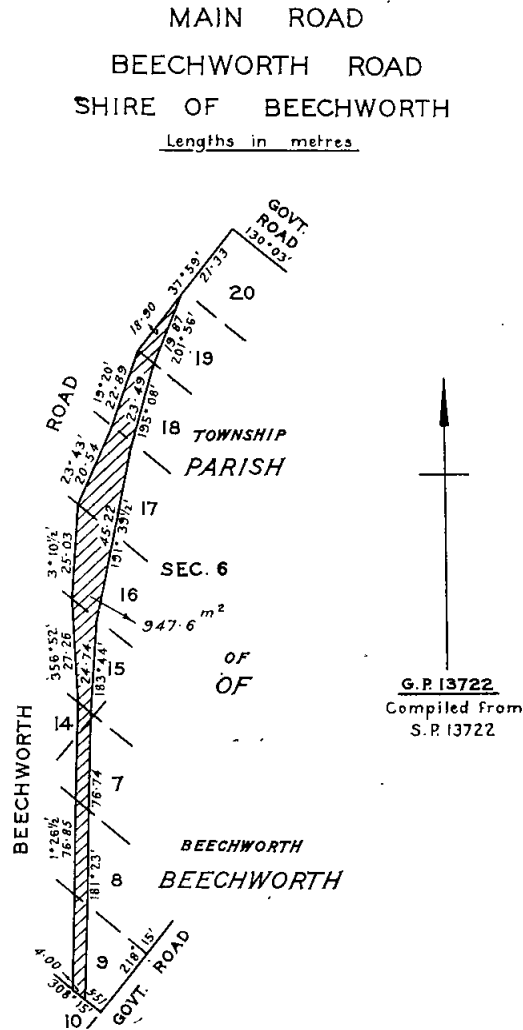 MAIN ROAD
BEECHWORTH ROAD
SHIRE OF BEECHWORTH
Lengths in metres
GOVT.
ROAD
130°03'
37°59'
21·33
20
18·90
19·87
201°56'
19
19°20'
22·89
23·49
195°08'
18
ROAD
TOWNSHIP
PARISH
23°43'
20·54
17
45·22
191°39½'
3°10½'
25·03
SEC. 6
16
947.6 m²
OF
OF
356°52'
27·26
24·74
183°44'
15
G.P. 13722
Compiled from
S.P. 13722
14
BEECHWORTH
7
76·74
1°26½'
76·85
181°23'
8
BEECHWORTH
BEECHWORTH
9
218°15'
GOVT. ROAD
4·00
5·51
308°15'
10